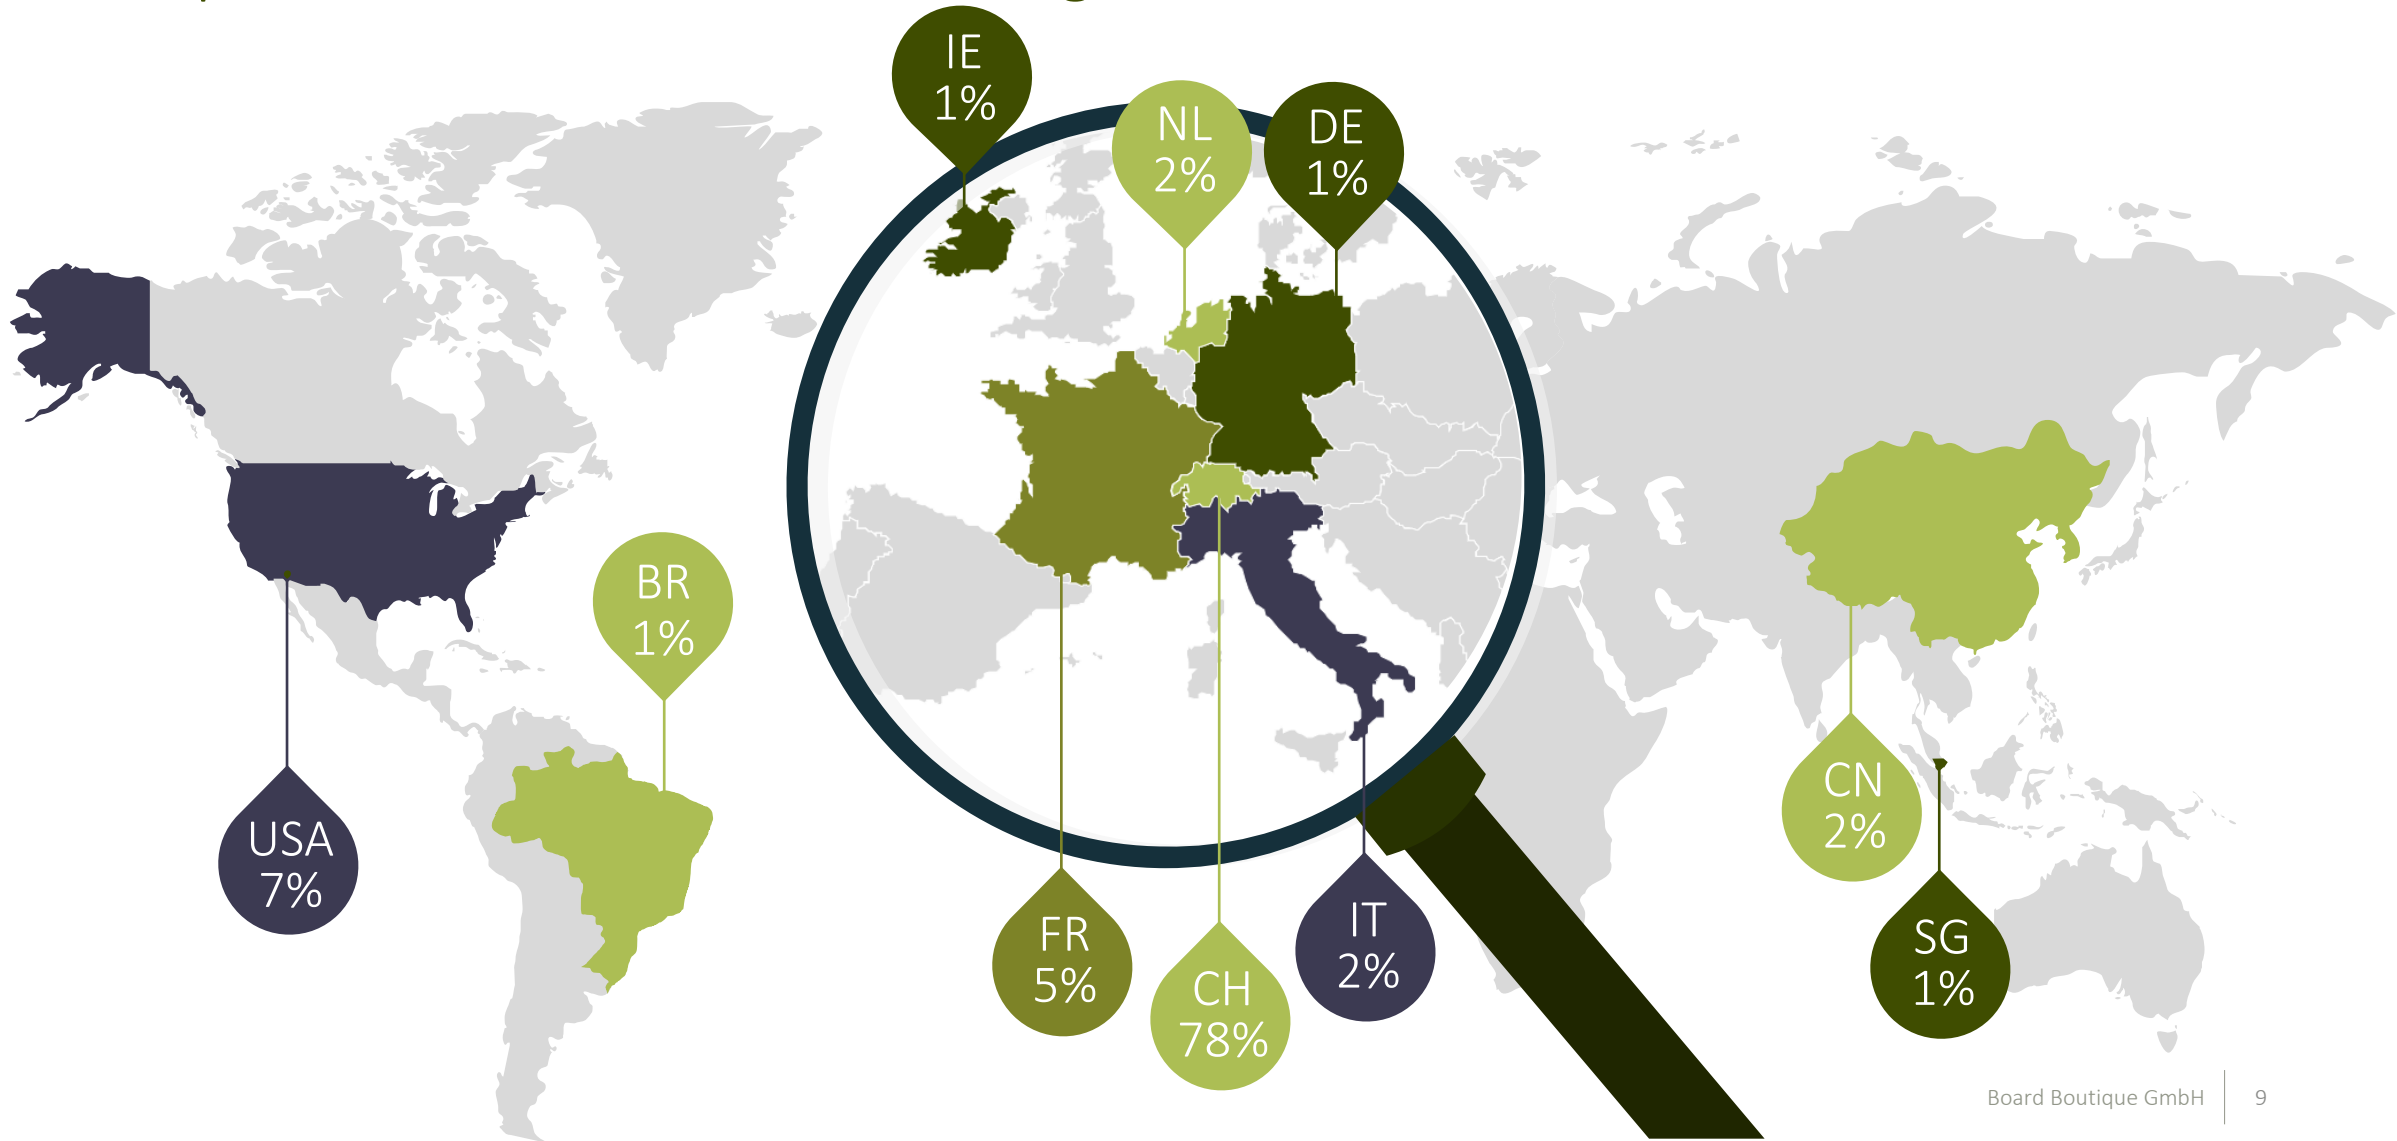 IE
1%
NL
2%
DE
1%
BR
1%
USA
7%
CN
2%
FR
5%
CH
78%
IT
2%
SG
1%
Board Boutique GmbH
9